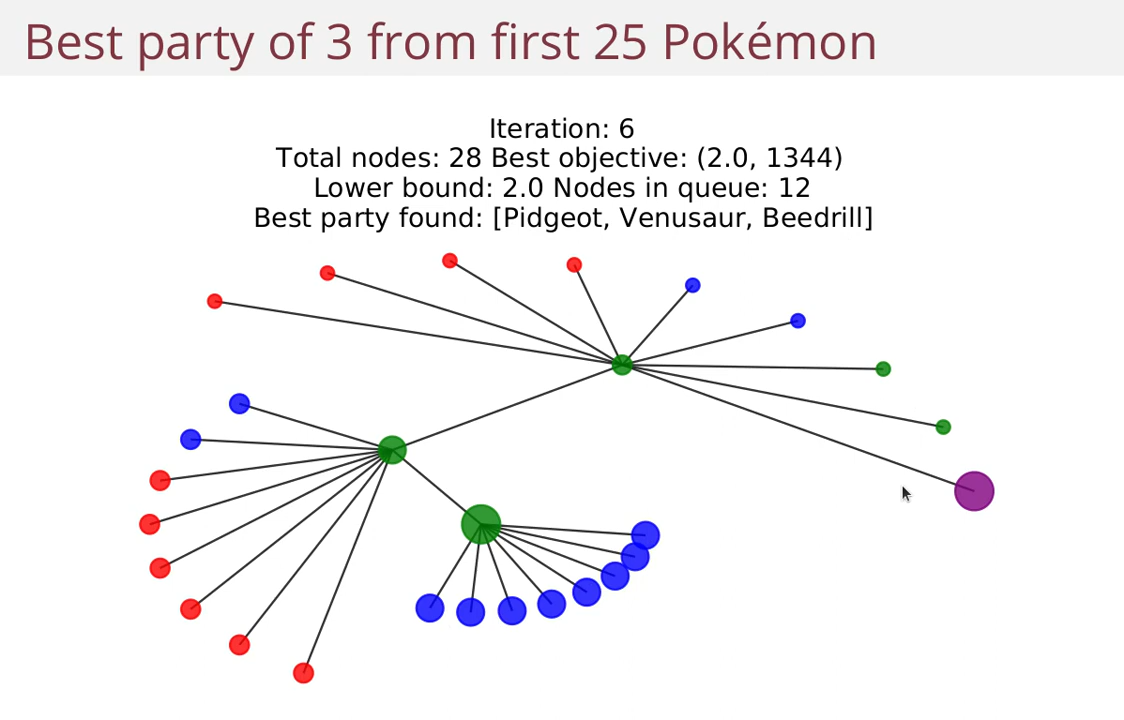 Best party of 3 from first 25 Pokémon
Iteration: 6
Total nodes: 28 Best objective: (2.0, 1344)
Lower bound: 2.0 Nodes in queue: 12
Best party found: [Pidgeot, Venusaur, Beedrill]